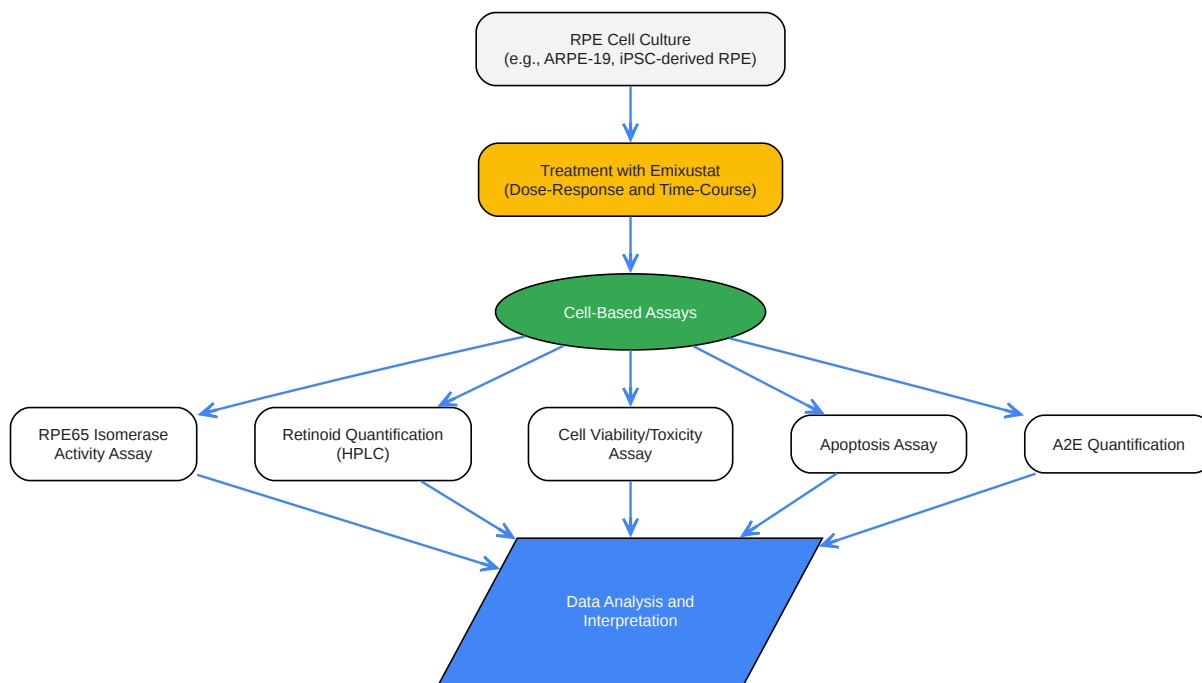 RPE Cell Culture
(e.g., ARPE-19, iPSC-derived RPE)
Treatment with Emixustat
(Dose-Response and Time-Course)
Cell-Based Assays
RPE65 Isomerase
Activity Assay
Retinoid Quantification
(HPLC)
Cell Viability/Toxicity
Assay
Apoptosis Assay
A2E Quantification
Data Analysis and
Interpretation